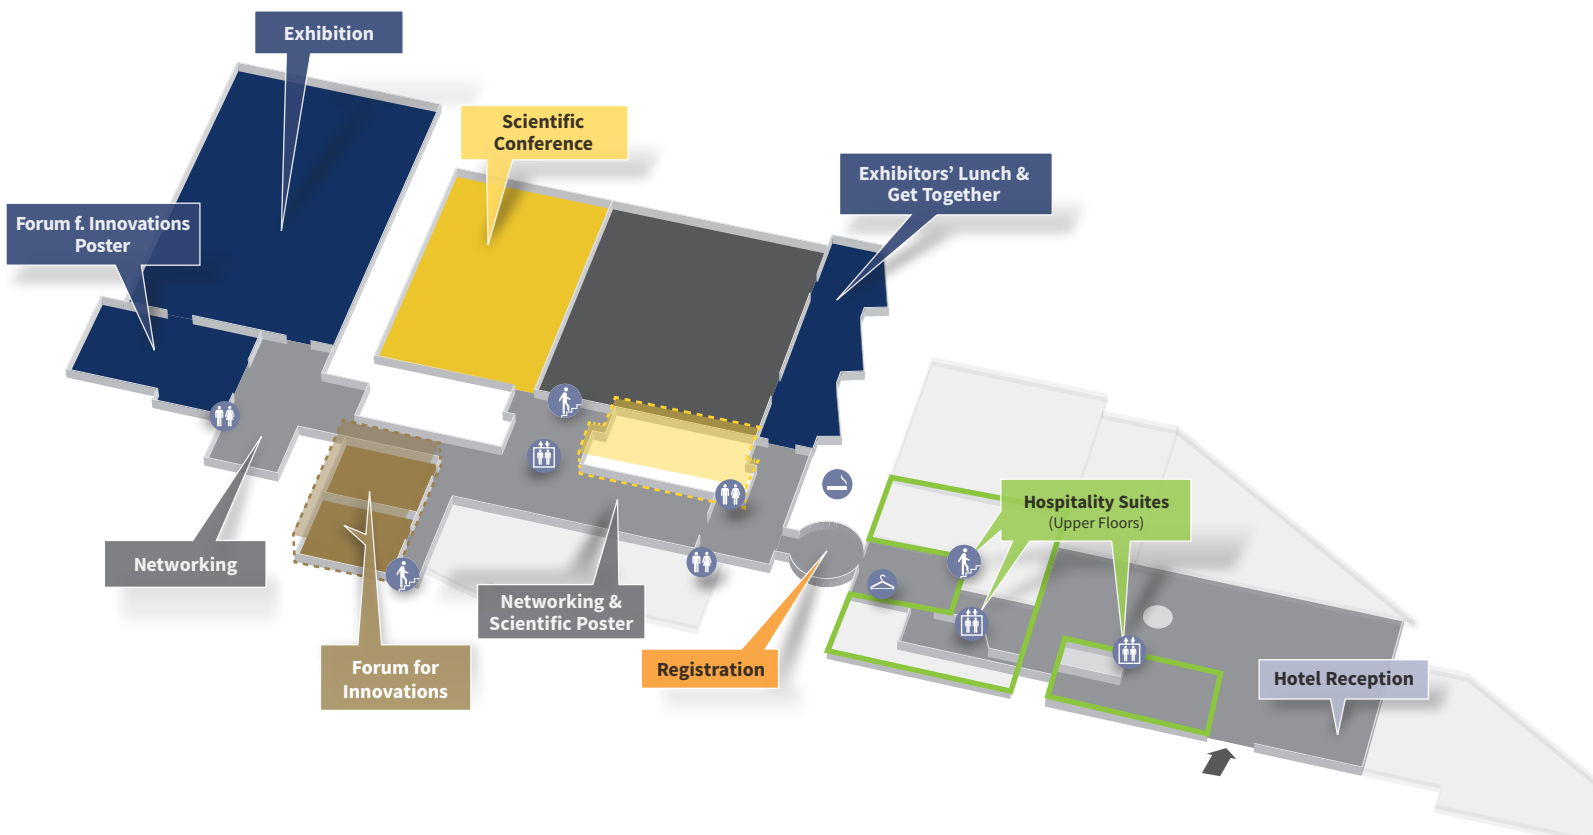 Exhibition
Scientific
Conference
Exhibitors’ Lunch &
Get Together
Forum f. Innovations
Poster
Hospitality Suites
(Upper Floors)
Networking
Networking &
Scientific Poster
Registration
Forum for
Innovations
Hotel Reception